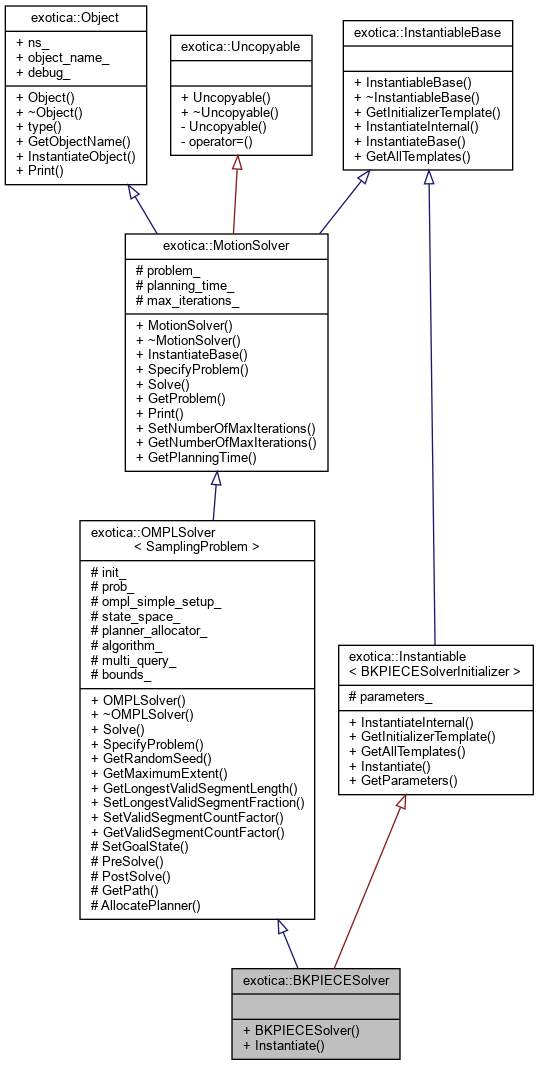 exotica::Object
+ ns_
+ object_name_
+ debug_
+ Object()
+ ~Object()
+ type()
+ GetObjectName()
+ InstantiateObject()
+ Print()
exotica::Uncopyable
+ Uncopyable()
+ ~Uncopyable()
- Uncopyable()
- operator=()
exotica::InstantiableBase
+ InstantiableBase()
+ ~InstantiableBase()
+ GetInitializerTemplate()
+ InstantiateInternal()
+ InstantiateBase()
+ GetAllTemplates()
exotica::MotionSolver
# problem_
# planning_time_
# max_iterations_
+ MotionSolver()
+ ~MotionSolver()
+ InstantiateBase()
+ SpecifyProblem()
+ Solve()
+ GetProblem()
+ Print()
+ SetNumberOfMaxIterations()
+ GetNumberOfMaxIterations()
+ GetPlanningTime()
exotica::OMPLSolver
< SamplingProblem >
# init_
# prob_
# ompl_simple_setup_
# state_space_
# planner_allocator_
# algorithm_
# multi_query_
# bounds_
+ OMPLSolver()
+ ~OMPLSolver()
+ Solve()
+ SpecifyProblem()
+ GetRandomSeed()
+ GetMaximumExtent()
+ GetLongestValidSegmentLength()
+ SetLongestValidSegmentFraction()
+ SetValidSegmentCountFactor()
+ GetValidSegmentCountFactor()
# SetGoalState()
# PreSolve()
# PostSolve()
# GetPath()
# AllocatePlanner()
exotica::Instantiable
< BKPIECESolverInitializer >
# parameters_
+ InstantiateInternal()
+ GetInitializerTemplate()
+ GetAllTemplates()
+ Instantiate()
+ GetParameters()
exotica::BKPIECESolver
+ BKPIECESolver()
+ Instantiate()